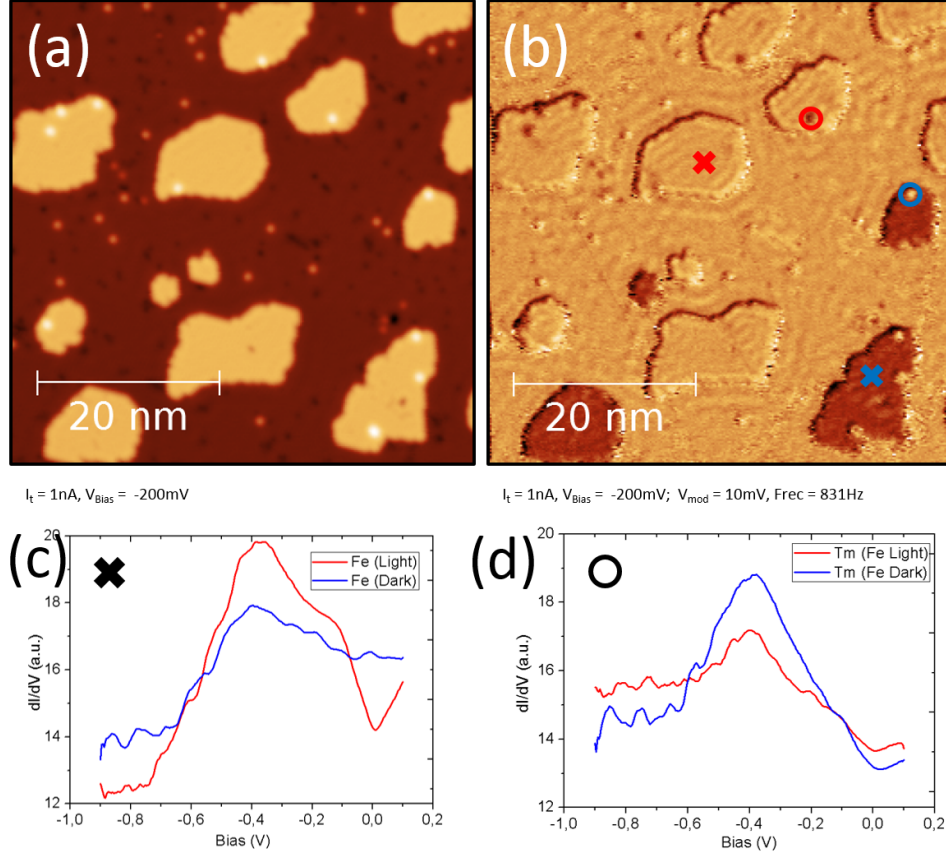 (a)
20 nm
(b)
20 nm
It = 1nA, VBias = -200mV
It = 1nA, VBias = -200mV; Vmod = 10mV, Frec = 831Hz
(c)
Fe (Light)
Fe (Dark)
dI/dV (a.u.)
20
18
16
14
12
-1,0 -0,8 -0,6 -0,4 -0,2 0,0 0,2
Bias (V)
(d)
Tm (Fe Light)
Tm (Fe Dark)
dI/dV (a.u.)
20
18
16
14
12
-1,0 -0,8 -0,6 -0,4 -0,2 0,0 0,2
Bias (V)